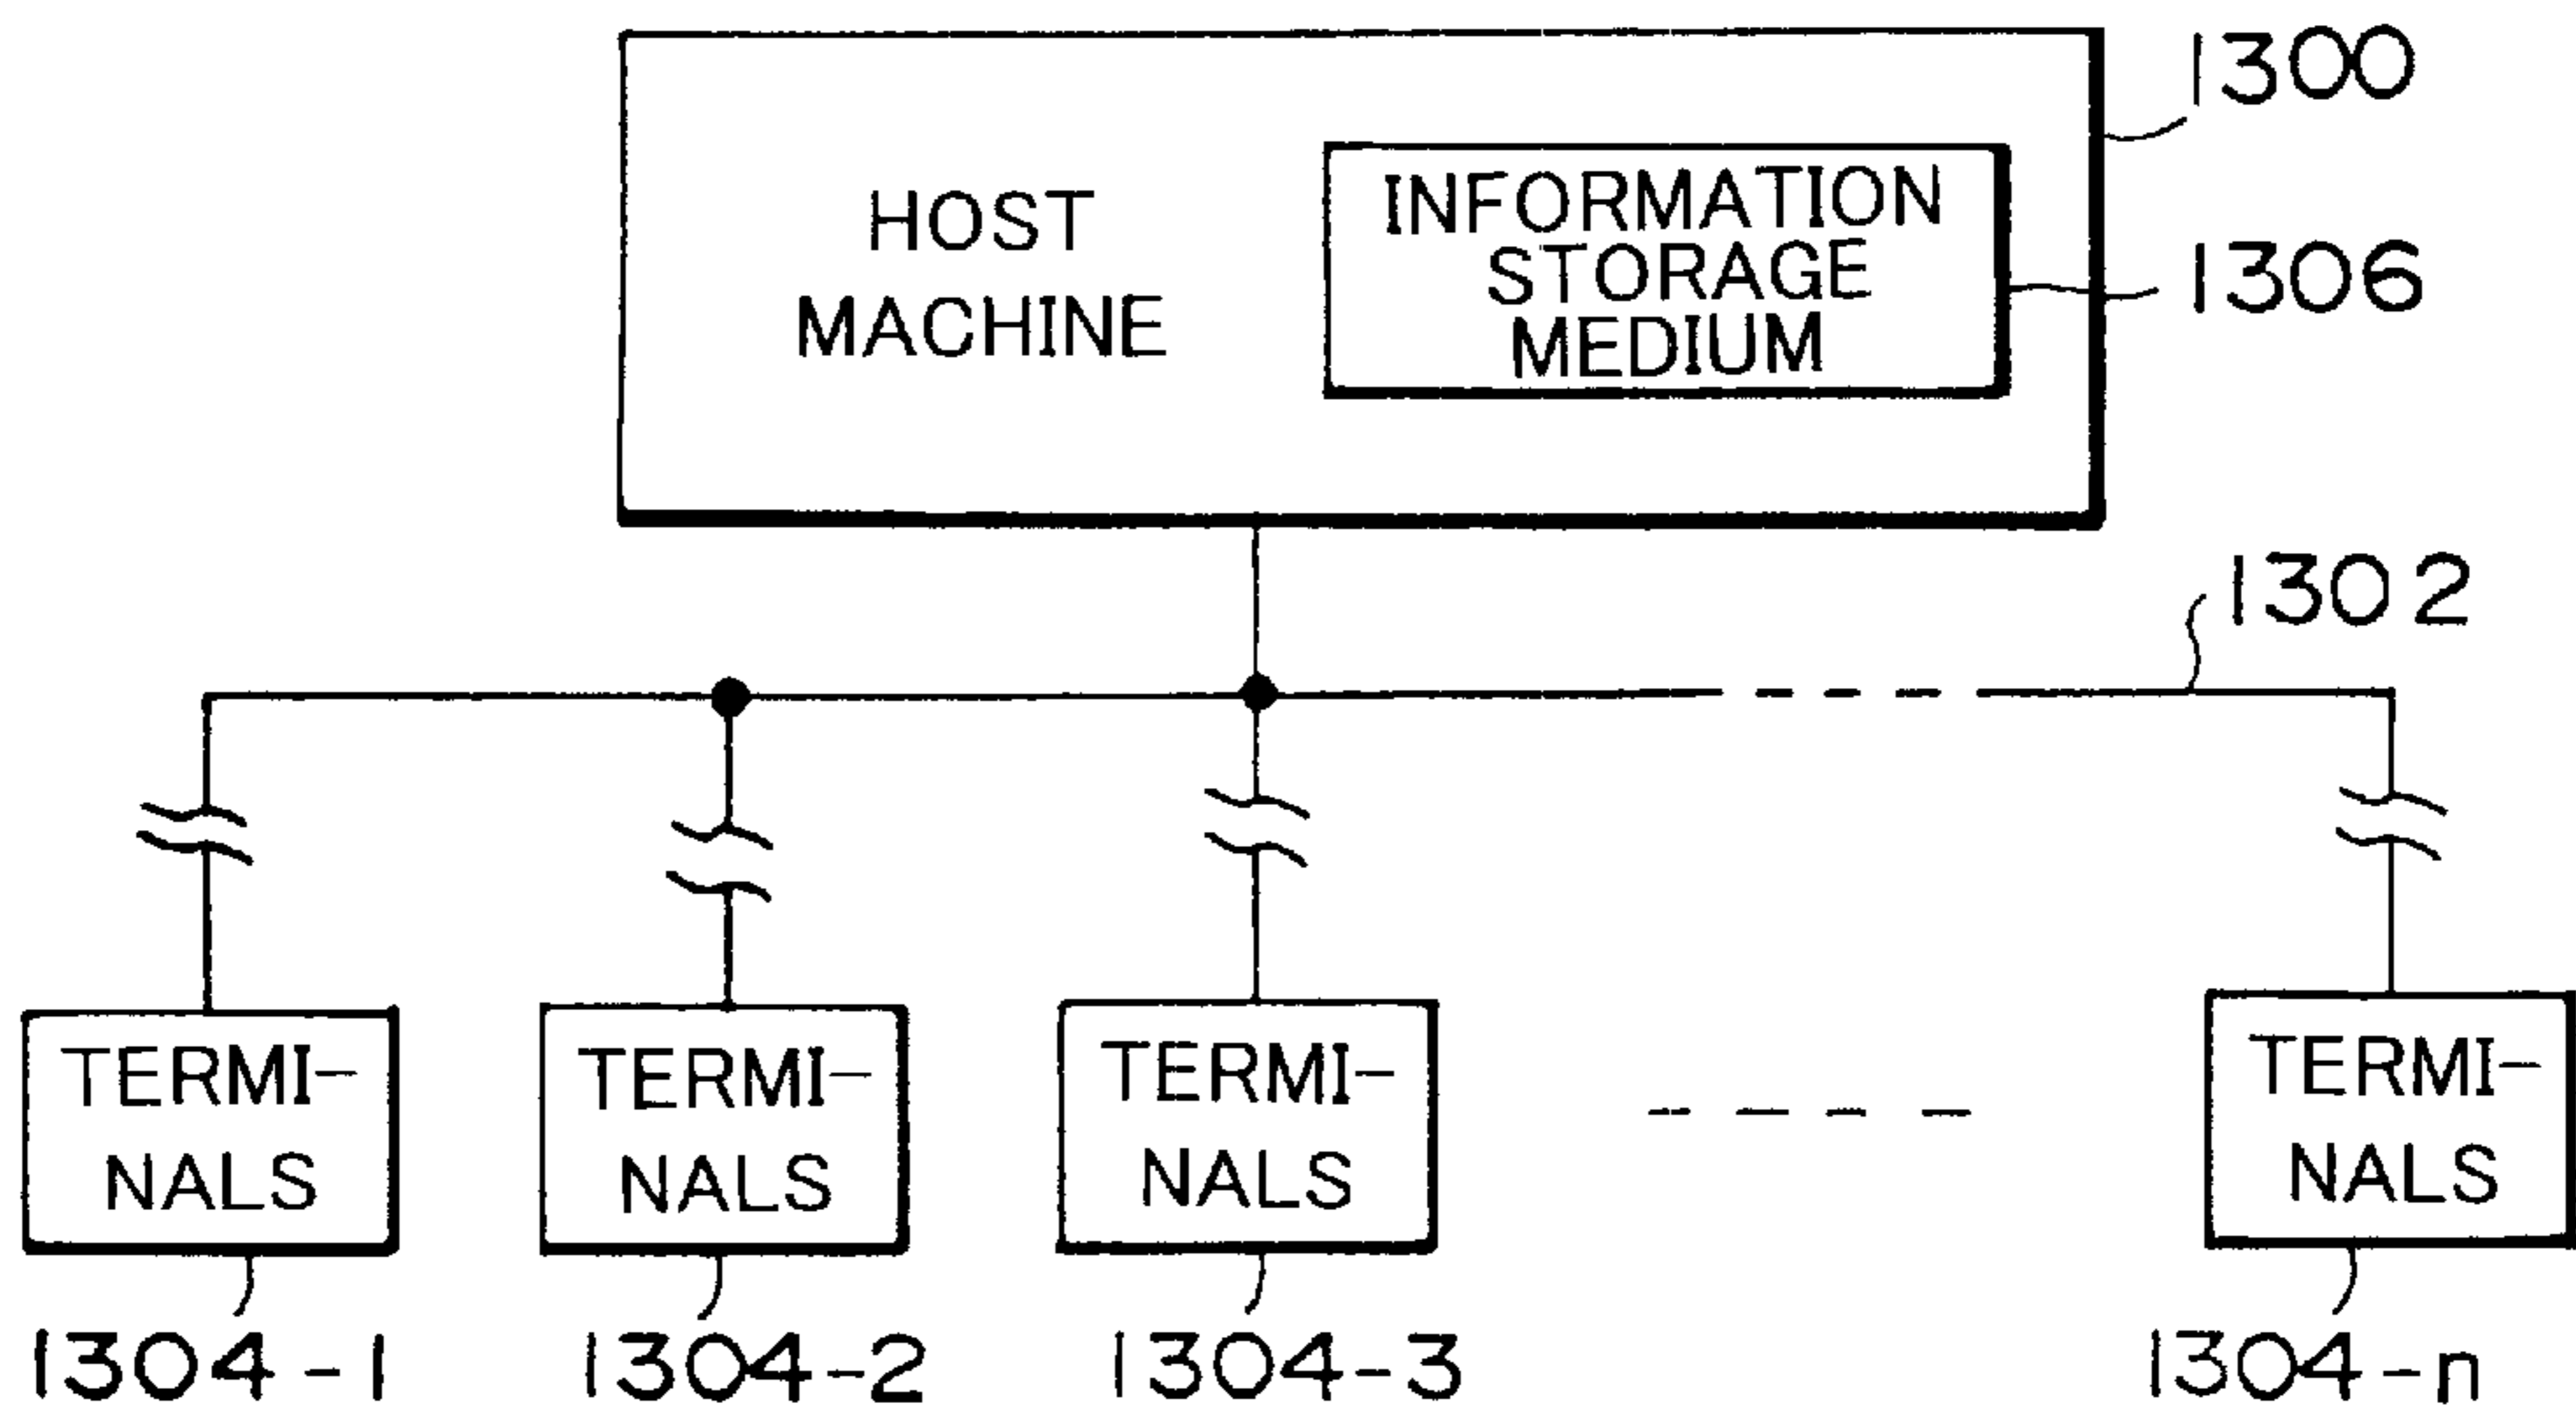 1300
HOST
MACHINE
INFORMATION
STORAGE
MEDIUM
1306
1302
TERMI-
NALS
TERMI-
NALS
TERMI-
NALS
TERMI-
NALS
1304-1
1304-2
1304-3
1304-n